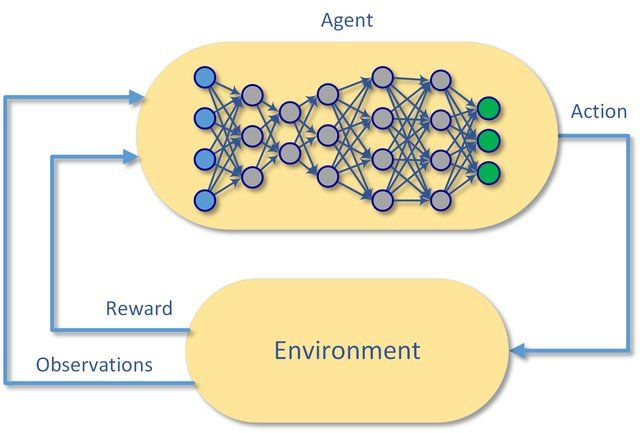 Agent
Action
Reward
Environment
Observations